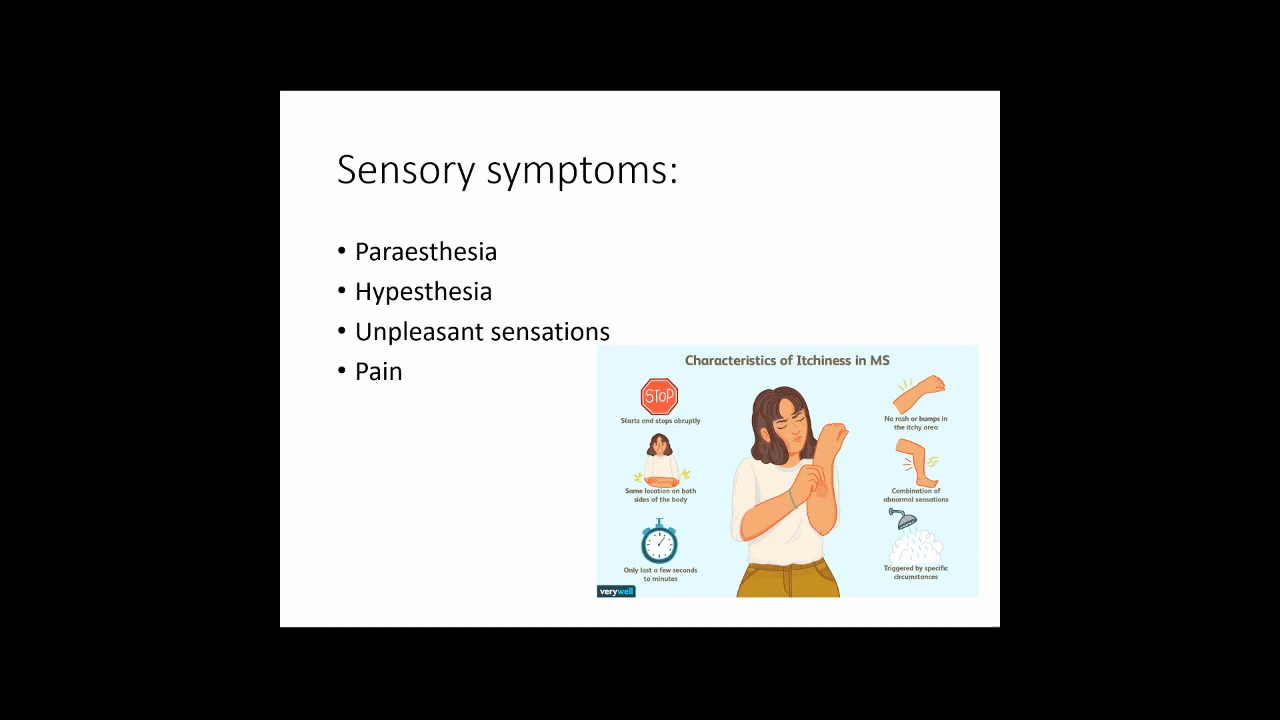 Sensory symptoms:
• Paraesthesia
• Hypesthesia
• Unpleasant sensations
• Pain
Characteristics of Itchiness in MS
STOP
Starts and stops abruptly
Same location on both
sides of the body
Only last a few seconds
to minutes
No rash or bumps in
the itchy area
Combination of
abnormal sensations
Triggered by specific
circumstances
verywell